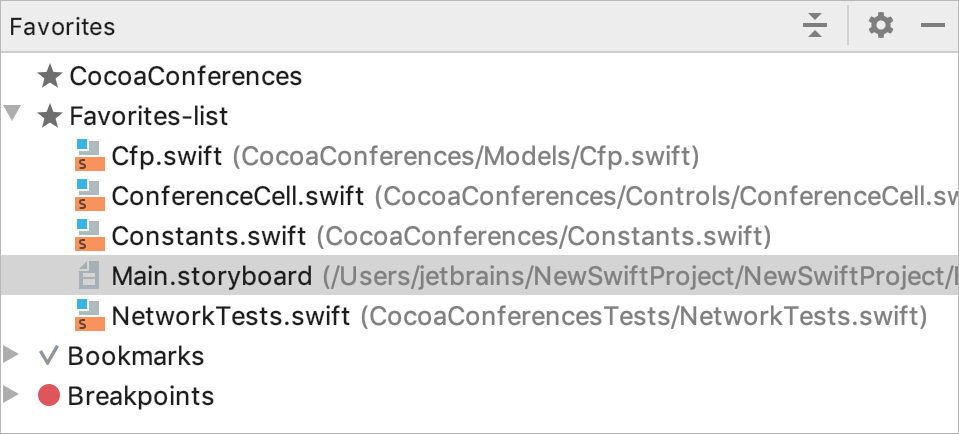 Favorites
CocoaConferences
Favorites-list
Cfp.swift (CocoaConferences/Models/Cfp.swift)
ConferenceCell.swift (CocoaConferences/Controls/ConferenceCell.sw
Constants.swift (CocoaConferences/Constants.swift)
Main.storyboard (/Users/jetbrains/NewSwiftProject/NewSwiftProject/
NetworkTests.swift (CocoaConferencesTests/NetworkTests.swift)
Bookmarks
Breakpoints